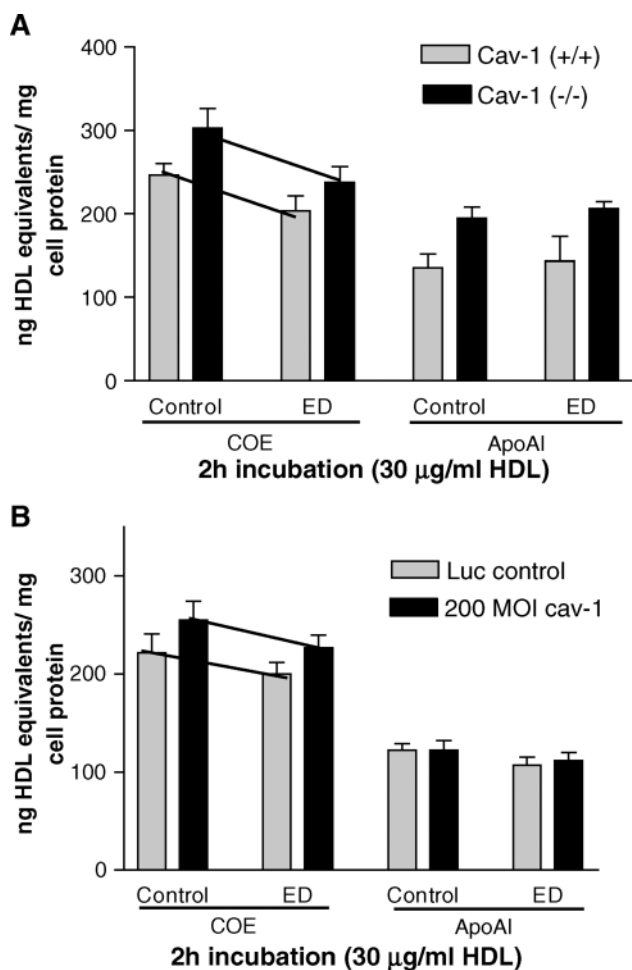 A
400
300
200
100
0
ng HDL equivalents/ mg
cell protein
Cav-1 (+/+)
Cav-1 (-/-)
Control ED Control ED
COE ApoAI
2h incubation (30 μg/ml HDL)
B
300
200
100
0
ng HDL equivalents/ mg
cell protein
Luc control
200 MOI cav-1
Control ED Control ED
COE ApoAI
2h incubation (30 μg/ml HDL)